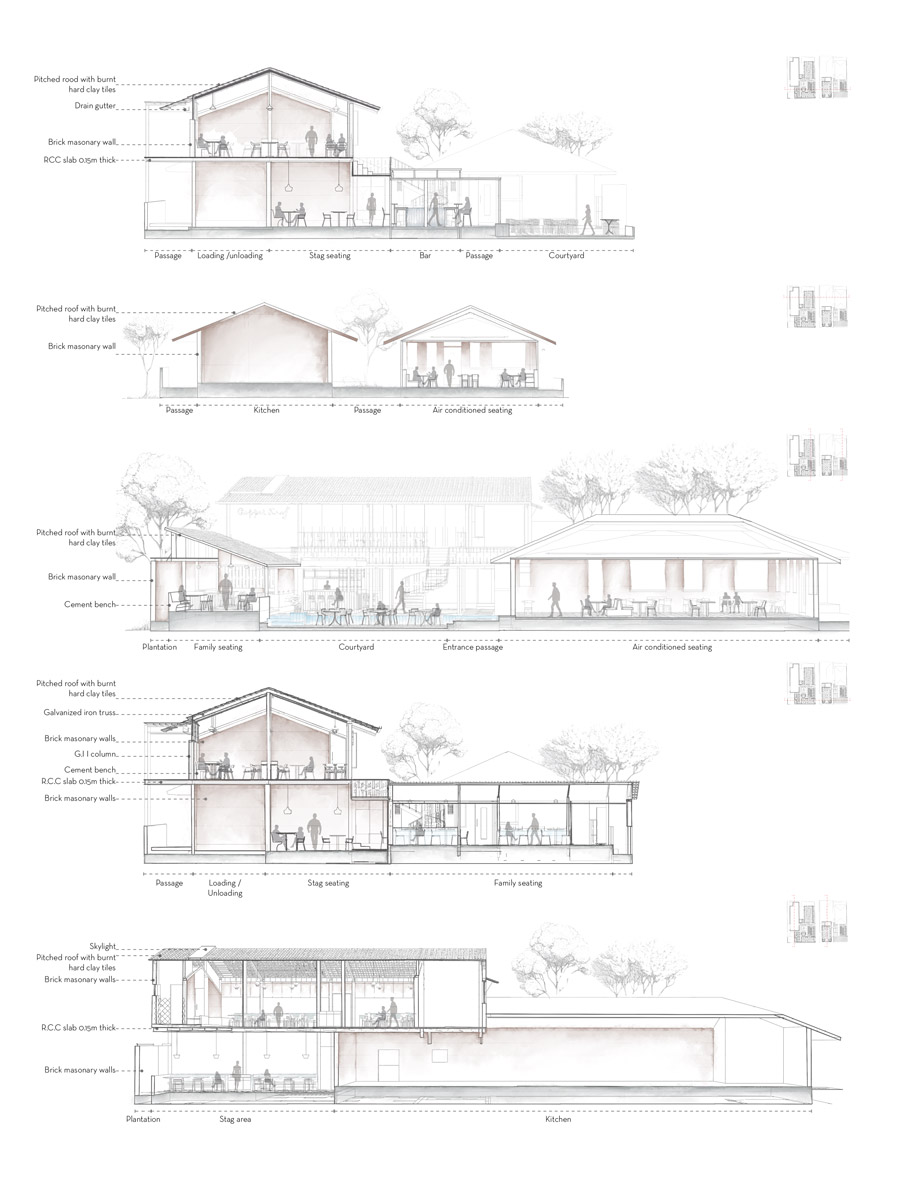 Pitched rood with burnt
hard clay tiles
Drain gutter
Brick masonary wall
RCC slab 0.15m thick
Passage
Loading /unloading
Stag seating
Bar
Passage
Courtyard
Pitched roof with burnt
hard clay tiles
Brick masonary wall
Passage
Kitchen
Passage
Air conditioned seating
Pitched roof with burnt
hard clay tiles
Brick masonary wall
Cement bench
Plantation
Family seating
Courtyard
Entrance passage
Air conditioned seating
Pitched roof with burnt
hard clay tiles
Galvanized iron truss
Brick masonary walls
G.I I column
Cement bench
R.C.C slab 0.15m thick
Brick masonary walls
Passage
Loading /
Unloading
Stag seating
Family seating
Skylight
Pitched roof with burnt
hard clay tiles
Brick masonary walls
R.C.C slab 0.15m thick
Brick masonary walls
Plantation
Stag area
Kitchen